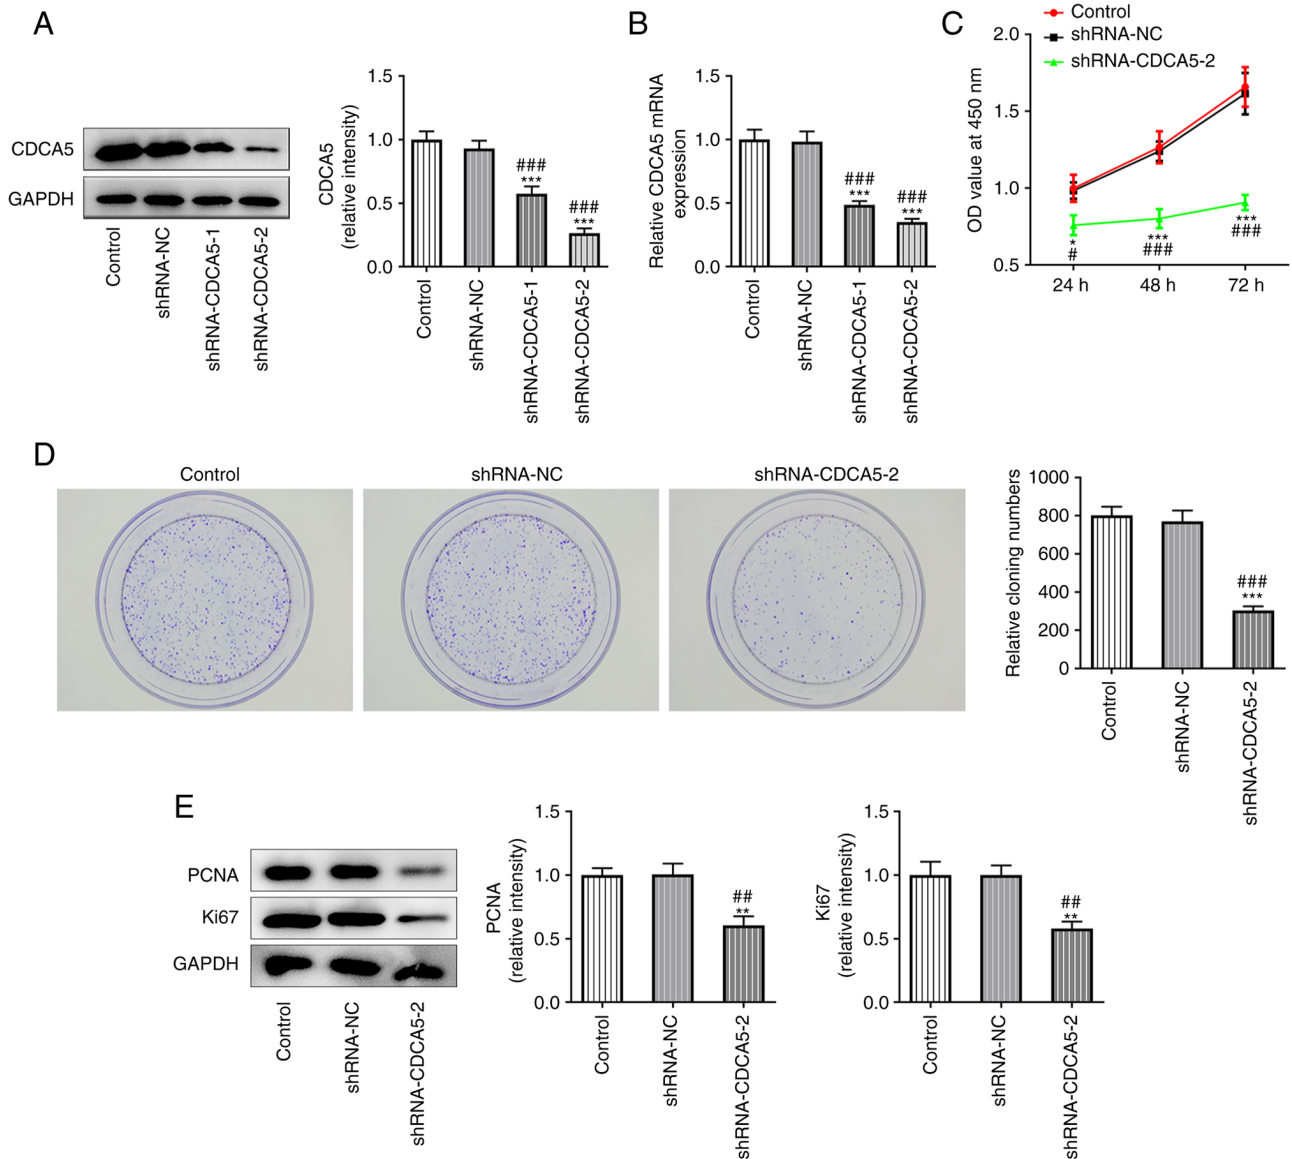 A
CDCA5
GAPDH
Control
shRNA-NC
shRNA-CDCA5-1
shRNA-CDCA5-2
CDCA5
(relative intensity)
1.5
1.0
0.5
0.0
###
***
###
***
Control
shRNA-NC
shRNA-CDCA5-1
shRNA-CDCA5-2
B
Relative CDCA5 mRNA
expression
1.5
1.0
0.5
0.0
###
***
###
***
Control
shRNA-NC
shRNA-CDCA5-1
shRNA-CDCA5-2
C
Control
shRNA-NC
shRNA-CDCA5-2
OD value at 450 nm
2.0
1.5
1.0
0.5
*
#
***
###
***
###
24 h
48 h
72 h
D
Control
shRNA-NC
shRNA-CDCA5-2
Relative cloning numbers
1000
800
600
400
200
0
###
***
Control
shRNA-NC
shRNA-CDCA5-2
E
PCNA
Ki67
GAPDH
Control
shRNA-NC
shRNA-CDCA5-2
PCNA
(relative intensity)
1.5
1.0
0.5
0.0
##
**
Control
shRNA-NC
shRNA-CDCA5-2
Ki67
(relative intensity)
1.5
1.0
0.5
0.0
##
**
Control
shRNA-NC
shRNA-CDCA5-2